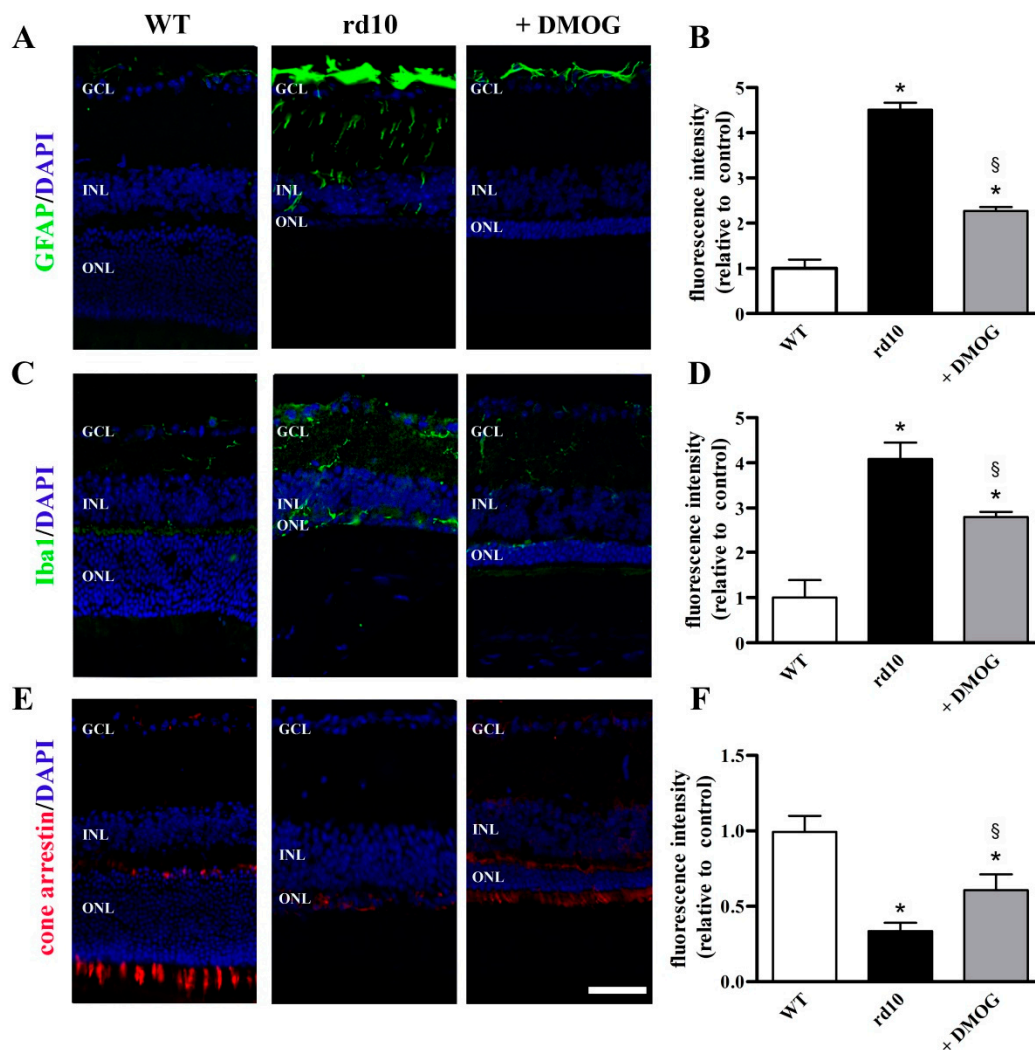 WT
rd10
+ DMOG
A
GFAP/DAPI
GCL
INL
ONL
GCL
INL
ONL
GCL
INL
ONL
B
fluorescence intensity
(relative to control)
5
4
3
2
1
0
*
§
*
WT
rd10
+ DMOG
C
Iba1/DAPI
GCL
INL
ONL
GCL
INL
ONL
GCL
INL
ONL
D
fluorescence intensity
(relative to control)
5
4
3
2
1
0
*
§
*
WT
rd10
+ DMOG
E
cone arrestin/DAPI
GCL
INL
ONL
GCL
INL
ONL
GCL
INL
ONL
F
fluorescence intensity
(relative to control)
1.5
1.0
0.5
0.0
*
§
*
WT
rd10
+ DMOG